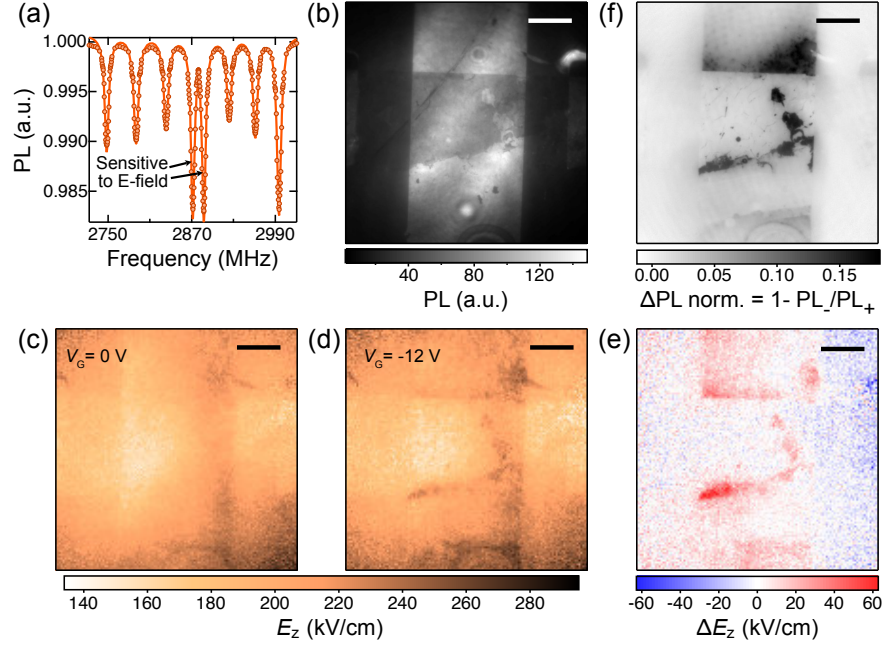 (a)
1.000
0.995
0.990
0.985
PL (a.u.)
Sensitive
to E-field
2750
2870
2990
Frequency (MHz)
(b)
40
80
120
PL (a.u.)
(f)
0.00
0.05
0.10
0.15
ΔPL norm. = 1- PL₋/PL₊
(c)
V_G= 0 V
(d)
V_G= -12 V
140
160
180
200
220
240
260
280
E_z (kV/cm)
(e)
-60
-40
-20
0
20
40
60
ΔE_z (kV/cm)